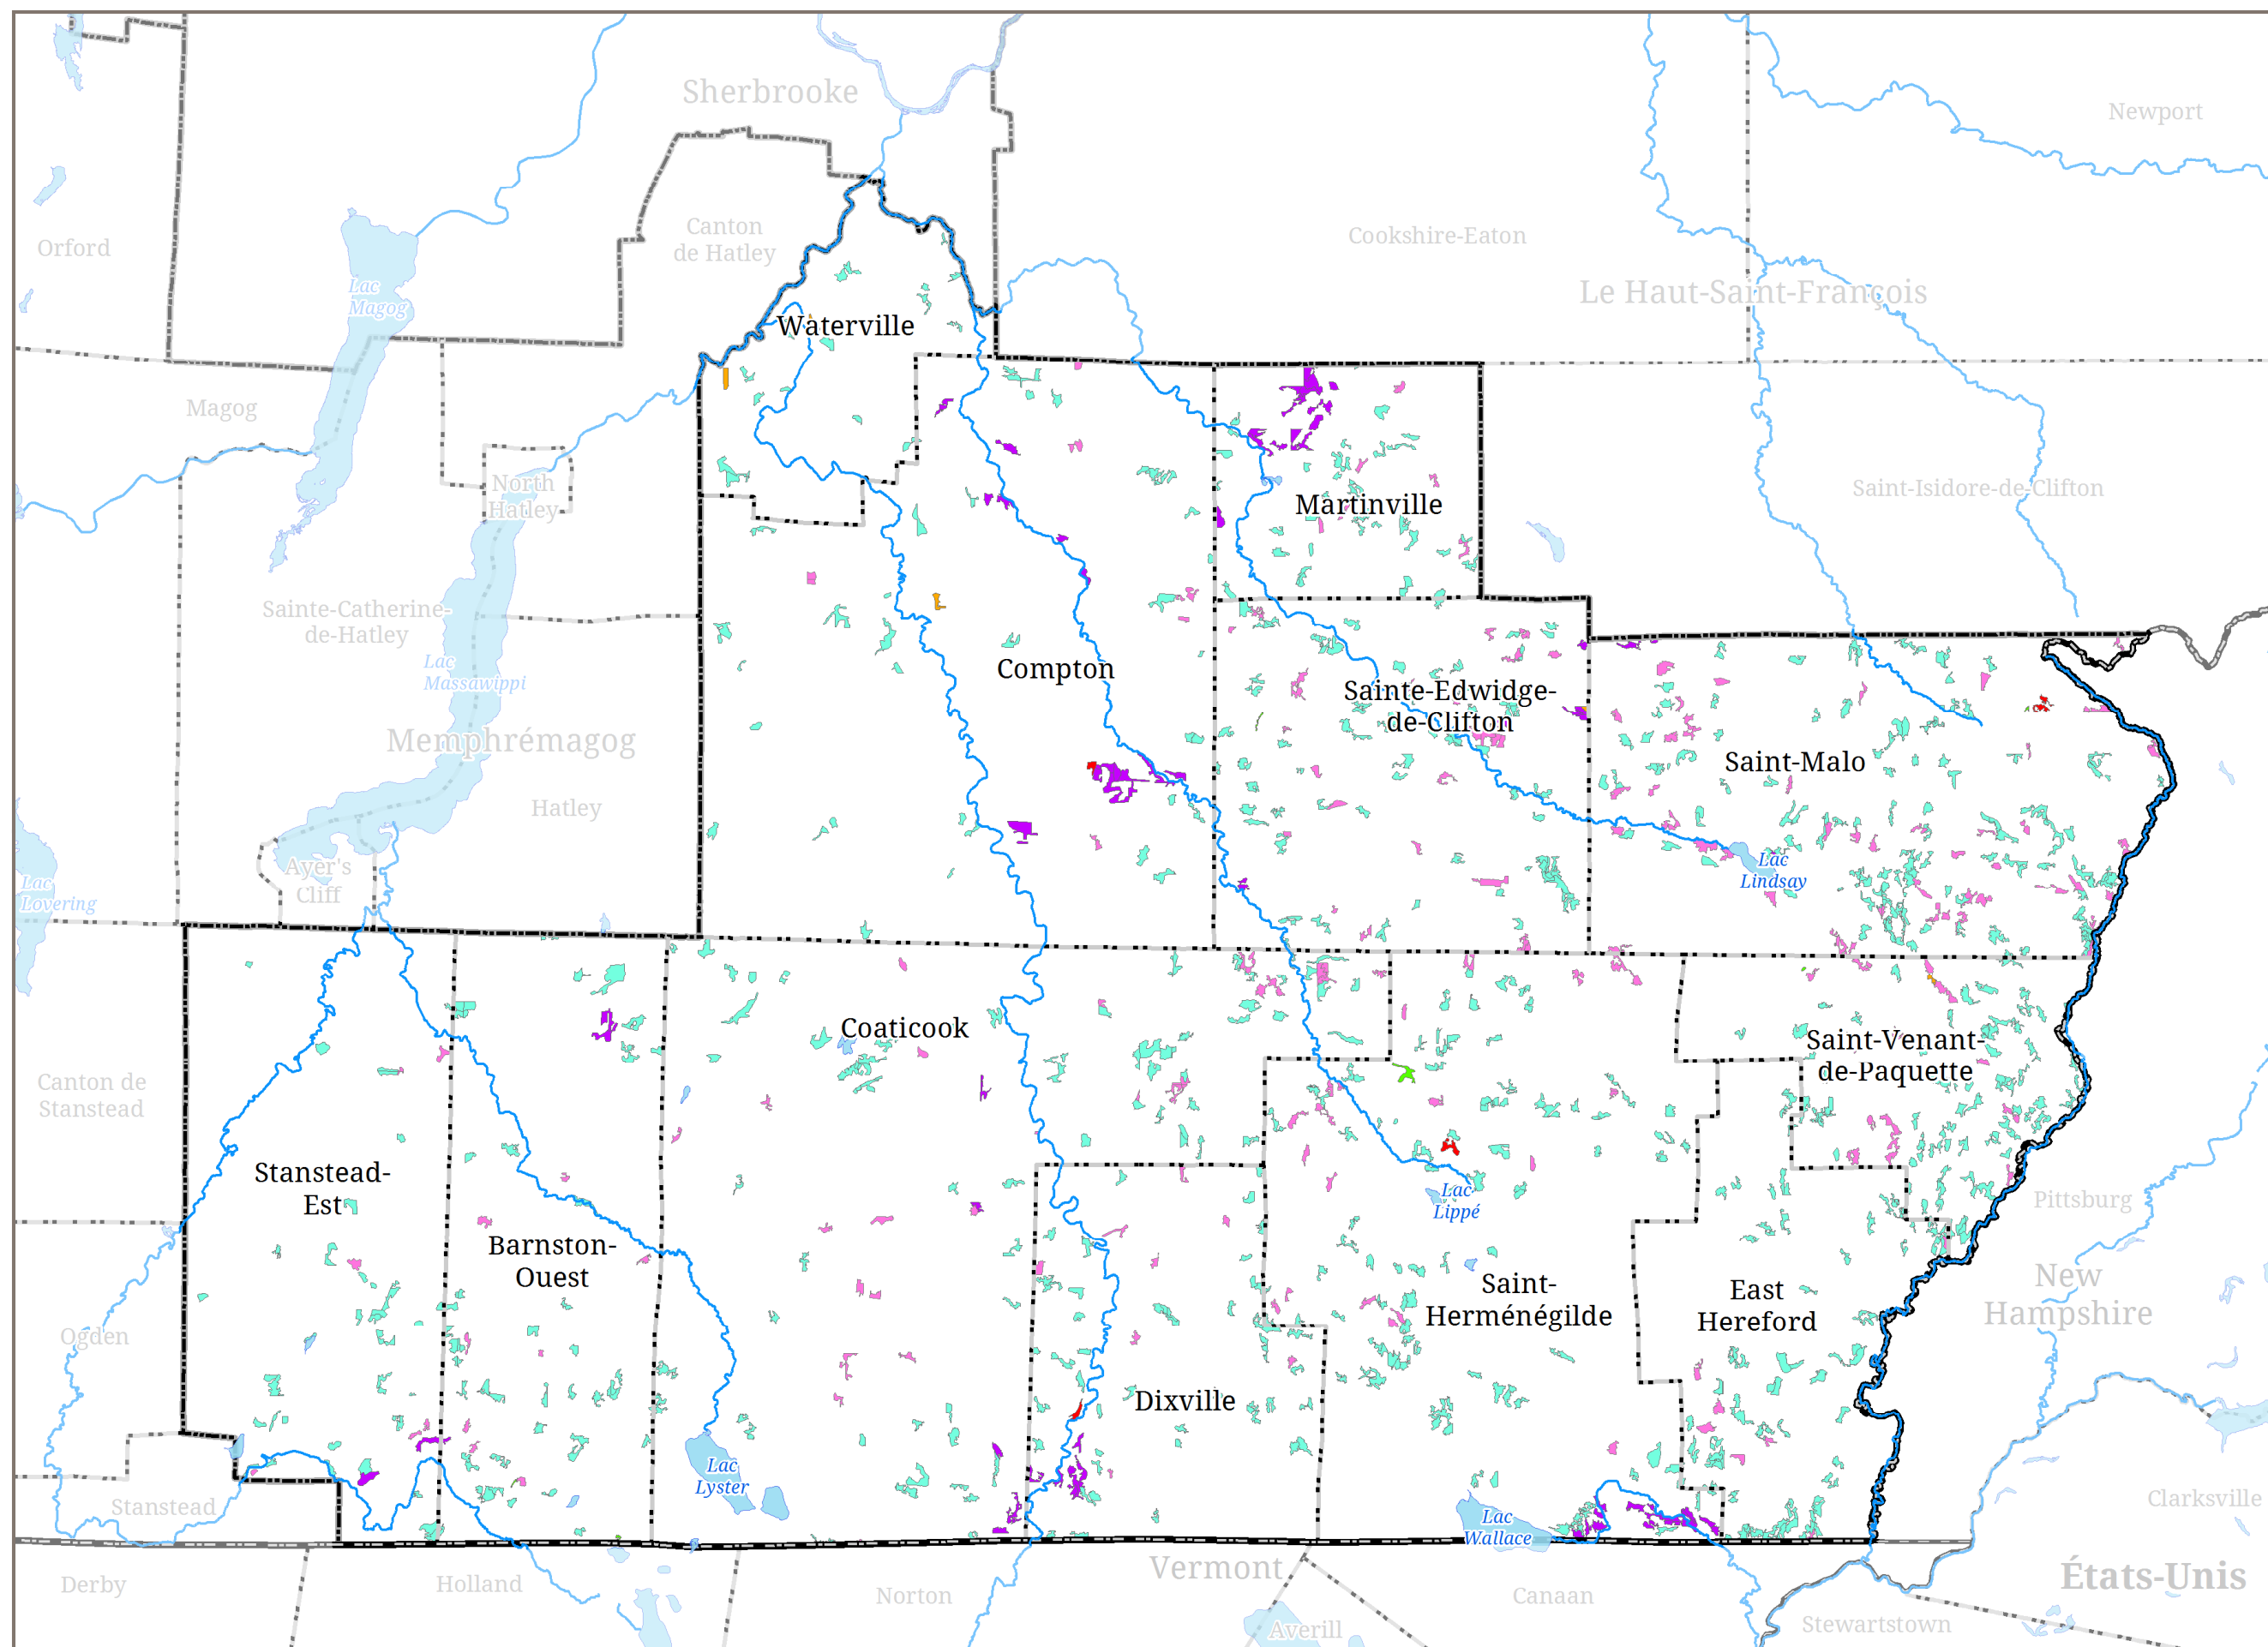 Sherbrooke
Newport
Canton
de Hatley
Cookshire-Eaton
Orford
Lac
Magog
Le Haut-Saint-François
Waterville
Magog
North
Hatley
Martinville
Saint-Isidore-de-Clifton
Sainte-Catherine-
de-Hatley
Lac
Massawippi
Compton
Sainte-Edwidge-
de-Clifton
Memphrémagog
Saint-Malo
Hatley
Ayer's
Cliff
Lac
Lindsay
Lac
Lovering
Coaticook
Saint-Venant-
de-Paquette
Canton de
Stanstead
Stanstead-
Est
Lac
Lippé
Pittsburg
Barnston-
Ouest
Saint-
Herménégilde
East
Hereford
New
Hampshire
Ogden
Dixville
Lac
Lyster
Stanstead
Lac
Wallace
Clarksville
Derby
Holland
Norton
Vermont
Canaan
États-Unis
Averill
Stewartstown